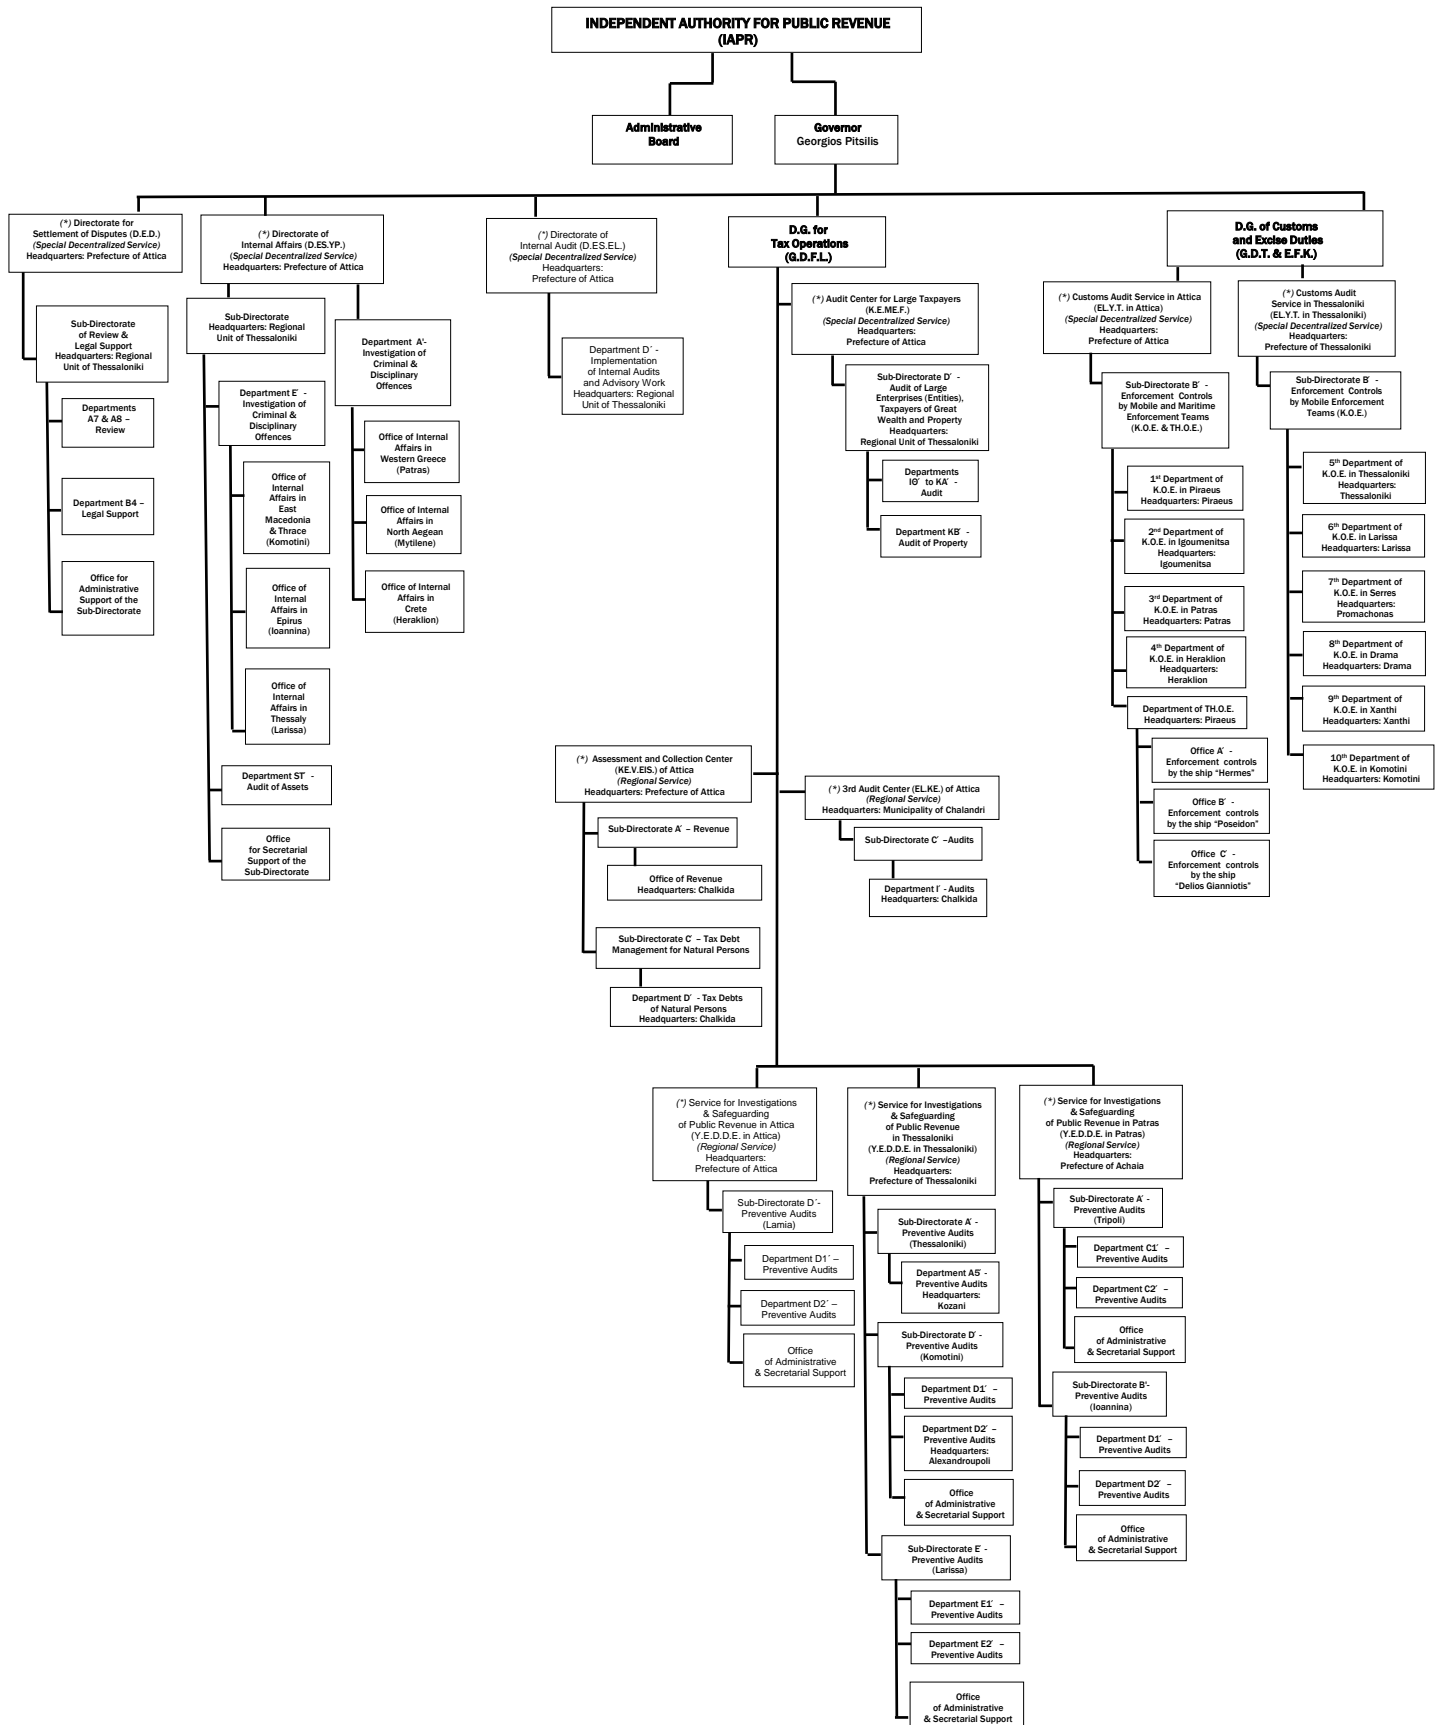 INDEPENDENT AUTHORITY FOR PUBLIC REVENUE
(IAPR)
Administrative
Board
Governor
Georgios Pitsilis
(*) Directorate for
Settlement of Disputes (D.E.D.)
(Special Decentralized Service)
Headquarters: Prefecture of Attica
Sub-Directorate
of Review &
Legal Support
Headquarters: Regional
Unit of Thessaloniki
Departments
A7 & A8 –
Review
Department B4 –
Legal Support
Office for
Administrative
Support of the
Sub-Directorate
(*) Directorate of
Internal Affairs (D.ES.YP.)
(Special Decentralized Service)
Headquarters: Prefecture of Attica
Sub-Directorate
Headquarters: Regional
Unit of Thessaloniki
Department E´ -
Investigation of
Criminal &
Disciplinary
Offences
Office of
Internal
Affairs in
East
Macedonia
& Thrace
(Komotini)
Office of
Internal
Affairs in
Epirus
(Ioannina)
Office of
Internal
Affairs in
Thessaly
(Larissa)
Department ST´ -
Audit of Assets
Office
for Secretarial
Support of the
Sub-Directorate
Department A'-
Investigation of
Criminal &
Disciplinary
Offences
Office of Internal
Affairs in
Western Greece
(Patras)
Office of Internal
Affairs in
North Aegean
(Mytilene)
Office of Internal
Affairs in
Crete
(Heraklion)
(*) Directorate of
Internal Audit (D.ES.EL.)
(Special Decentralized Service)
Headquarters:
Prefecture of Attica
Department D´ -
Implementation
of Internal Audits
and Advisory Work
Headquarters: Regional
Unit of Thessaloniki
D.G. for
Tax Operations
(G.D.F.L.)
(*) Audit Center for Large Taxpayers
(K.E.ME.F.)
(Special Decentralized Service)
Headquarters:
Prefecture of Attica
Sub-Directorate D´ -
Audit of Large
Enterprises (Entities),
Taxpayers of Great
Wealth and Property
Headquarters:
Regional Unit of Thessaloniki
Departments
IΘ´ to KA´ -
Audit
Department KB´ -
Audit of Property
(*) Assessment and Collection Center
(KE.V.EIS.) of Attica
(Regional Service)
Headquarters: Prefecture of Attica
Sub-Directorate A´ – Revenue
Office of Revenue
Headquarters: Chalkida
Sub-Directorate C´ – Tax Debt
Management for Natural Persons
Department D´ - Tax Debts
of Natural Persons
Headquarters: Chalkida
(*) 3rd Audit Center (EL.KE.) of Attica
(Regional Service)
Headquarters: Municipality of Chalandri
Sub-Directorate C´ –Audits
Department I´ - Audits
Headquarters: Chalkida
(*) Service for Investigations
& Safeguarding
of Public Revenue in Attica
(Y.E.D.D.E. in Attica)
(Regional Service)
Headquarters:
Prefecture of Attica
Sub-Directorate D´-
Preventive Audits
(Lamia)
Department D1´ –
Preventive Audits
Department D2´ –
Preventive Audits
Office
of Administrative
& Secretarial Support
(*) Service for Investigations
& Safeguarding
of Public Revenue
in Thessaloniki
(Y.E.D.D.E. in Thessaloniki)
(Regional Service)
Headquarters:
Prefecture of Thessaloniki
Sub-Directorate A´ -
Preventive Audits
(Thessaloniki)
Department A5´ -
Preventive Audits
Headquarters:
Kozani
Sub-Directorate D´ -
Preventive Audits
(Komotini)
Department D1´ –
Preventive Audits
Department D2´ –
Preventive Audits
Headquarters:
Alexandroupoli
Office
of Administrative
& Secretarial Support
Sub-Directorate E´ -
Preventive Audits
(Larissa)
Department E1´ –
Preventive Audits
Department E2´ –
Preventive Audits
Office
of Administrative
& Secretarial Support
(*) Service for Investigations
& Safeguarding
of Public Revenue in Patras
(Y.E.D.D.E. in Patras)
(Regional Service)
Headquarters:
Prefecture of Achaia
Sub-Directorate A´ -
Preventive Audits
(Tripoli)
Department C1´ –
Preventive Audits
Department C2´ –
Preventive Audits
Office
of Administrative
& Secretarial Support
Sub-Directorate B'-
Preventive Audits
(Ioannina)
Department D1´ –
Preventive Audits
Department D2´ –
Preventive Audits
Office
of Administrative
& Secretarial Support
D.G. of Customs
and Excise Duties
(G.D.T. & E.F.K.)
(*) Customs Audit Service in Attica
(EL.Y.T. in Attica)
(Special Decentralized Service)
Headquarters:
Prefecture of Attica
Sub-Directorate B´ -
Enforcement Controls
by Mobile and Maritime
Enforcement Teams
(K.O.E. & TH.O.E.)
1st Department of
K.O.E. in Piraeus
Headquarters: Piraeus
2nd Department of
K.O.E. in Igoumenitsa
Headquarters:
Igoumenitsa
3rd Department of
K.O.E. in Patras
Headquarters: Patras
4th Department of
K.O.E. in Heraklion
Headquarters:
Heraklion
Department of TH.O.E.
Headquarters: Piraeus
Office A´ -
Enforcement controls
by the ship “Hermes”
Office B´ -
Enforcement controls
by the ship “Poseidon”
Office C´ -
Enforcement controls
by the ship
“Delios Gianniotis”
(*) Customs Audit
Service in Thessaloniki
(EL.Y.T. in Thessaloniki)
(Special Decentralized Service)
Headquarters:
Prefecture of Thessaloniki
Sub-Directorate B´ -
Enforcement Controls
by Mobile Enforcement
Teams (K.O.E.)
5th Department of
K.O.E. in Thessaloniki
Headquarters:
Thessaloniki
6th Department of
K.O.E. in Larissa
Headquarters: Larissa
7th Department of
K.O.E. in Serres
Headquarters:
Promachonas
8th Department of
K.O.E. in Drama
Headquarters: Drama
9th Department of
K.O.E. in Xanthi
Headquarters: Xanthi
10th Department of
K.O.E. in Komotini
Headquarters: Komotini